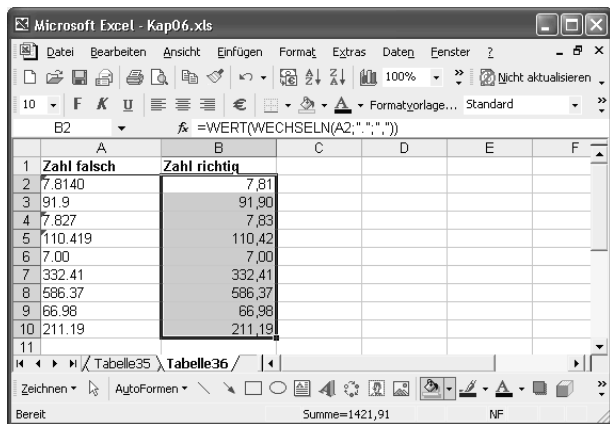 Microsoft Excel - Kap06.xls
Datei Bearbeiten Ansicht Einfügen Format Extras Daten Fenster ?
100% Nicht aktualisieren
10 F K U € Formatvorlage... Standard
B2 fx =WERT(WECHSELN(A2;".";","))
A B C D E F
1 Zahl falsch Zahl richtig
2 7.8140 7,81
3 91.9 91,90
4 7.827 7,83
5 110.419 110,42
6 7.00 7,00
7 332.41 332,41
8 586.37 586,37
9 66.98 66,98
10 211.19 211,19
11
Tabelle35 Tabelle36
Zeichnen AutoFormen
Bereit Summe=1421,91 NF